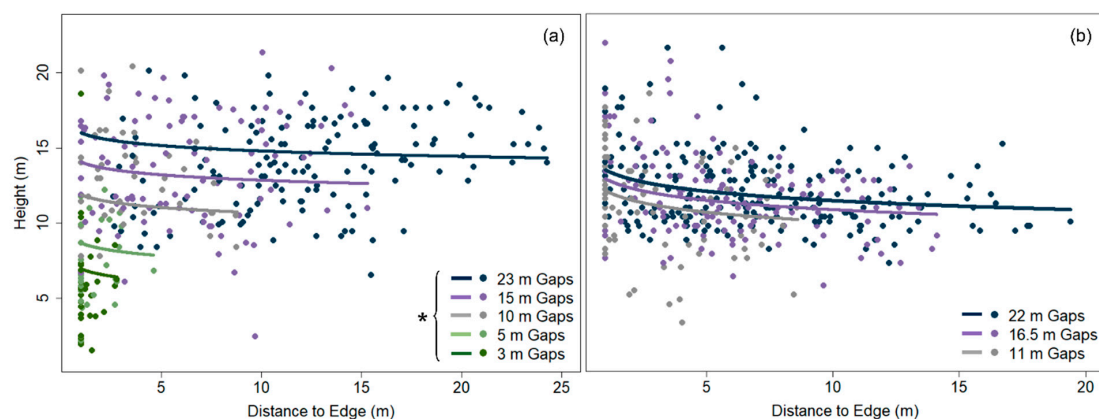 (a)
20
15
10
5
Height (m)
*
23 m Gaps
15 m Gaps
10 m Gaps
5 m Gaps
3 m Gaps
5 10 15 20 25
Distance to Edge (m)
(b)
22 m Gaps
16.5 m Gaps
11 m Gaps
5 10 15 20
Distance to Edge (m)